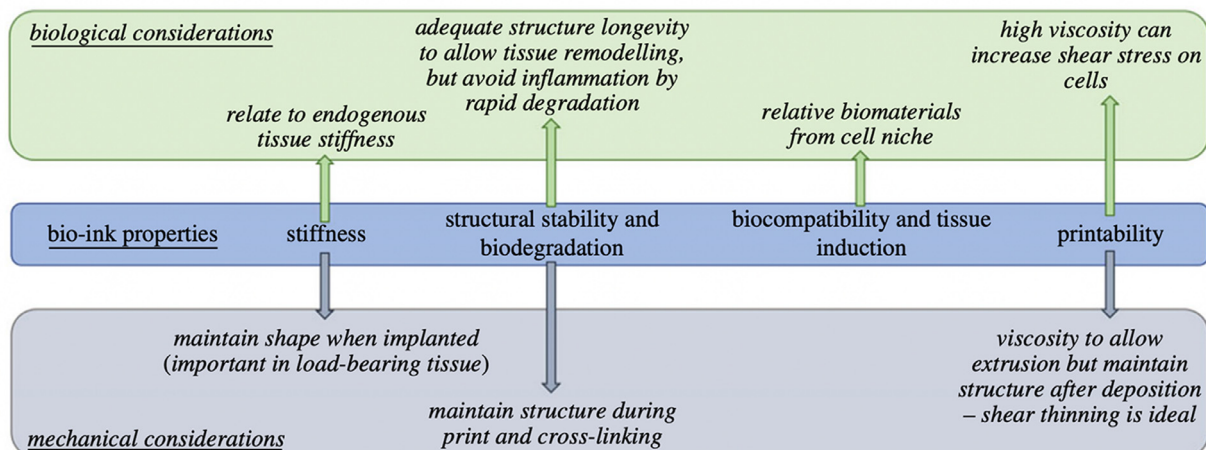 biological considerations
relate to endogenous
tissue stiffness
adequate structure longevity
to allow tissue remodelling,
but avoid inflammation by
rapid degradation
relative biomaterials
from cell niche
high viscosity can
increase shear stress on
cells
bio-ink properties
stiffness
structural stability and
biodegradation
biocompatibility and tissue
induction
printability
maintain shape when implanted
(important in load-bearing tissue)
maintain structure during
print and cross-linking
viscosity to allow
extrusion but maintain
structure after deposition
– shear thinning is ideal
mechanical considerations